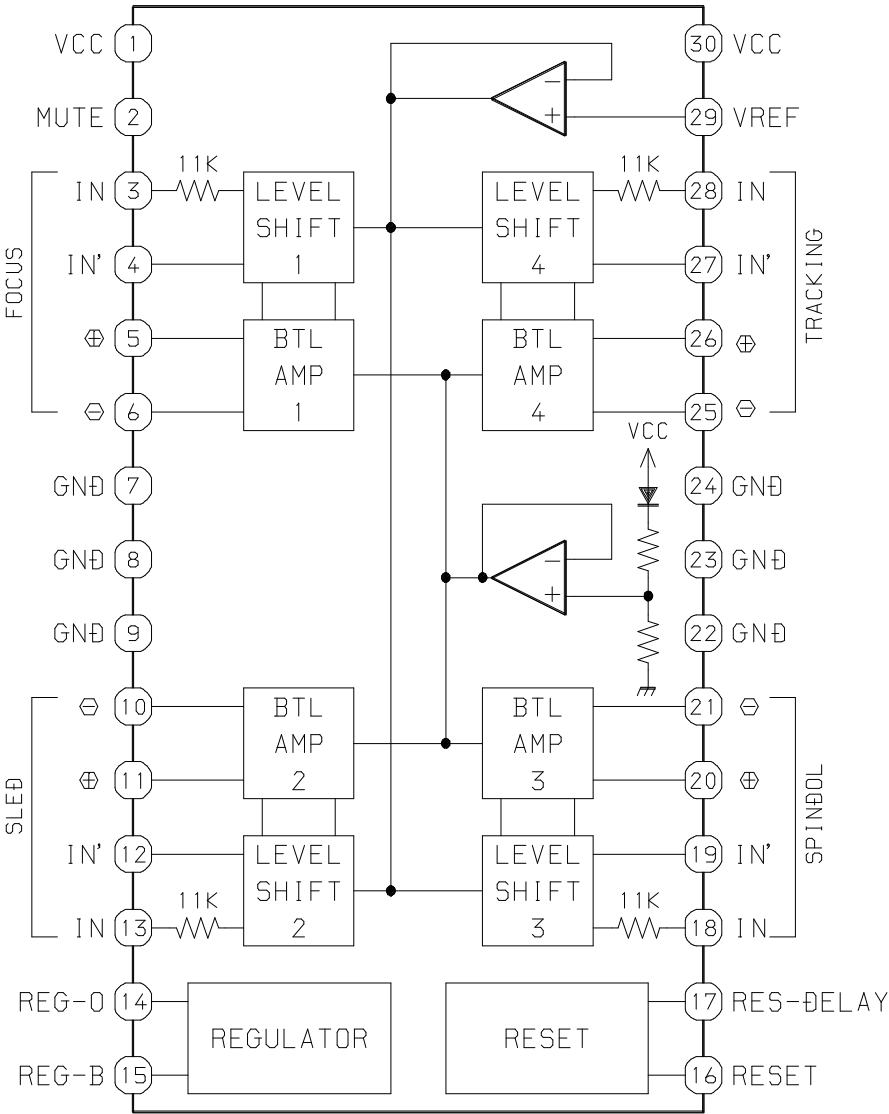 VCC 1 30 VCC
MUTE 2 − + 29 VREF
11K 11K
IN 3 LEVEL SHIFT 1 LEVEL SHIFT 4 28 IN
IN' 4 27 IN'
FOCUS
TRACKING
⊕ 5 BTL AMP 1 BTL AMP 4 26 ⊕
⊖ 6 25 ⊖
VCC
GND 7 24 GND
GND 8 − + 23 GND
GND 9 22 GND
⊖ 10 BTL AMP 2 BTL AMP 3 21 ⊖
⊕ 11 20 ⊕
SLED
SPINDOL
IN' 12 LEVEL SHIFT 2 LEVEL SHIFT 3 19 IN'
11K 11K
IN 13 18 IN
REG-O 14 REGULATOR RESET 17 RES-DELAY
REG-B 15 16 RESET